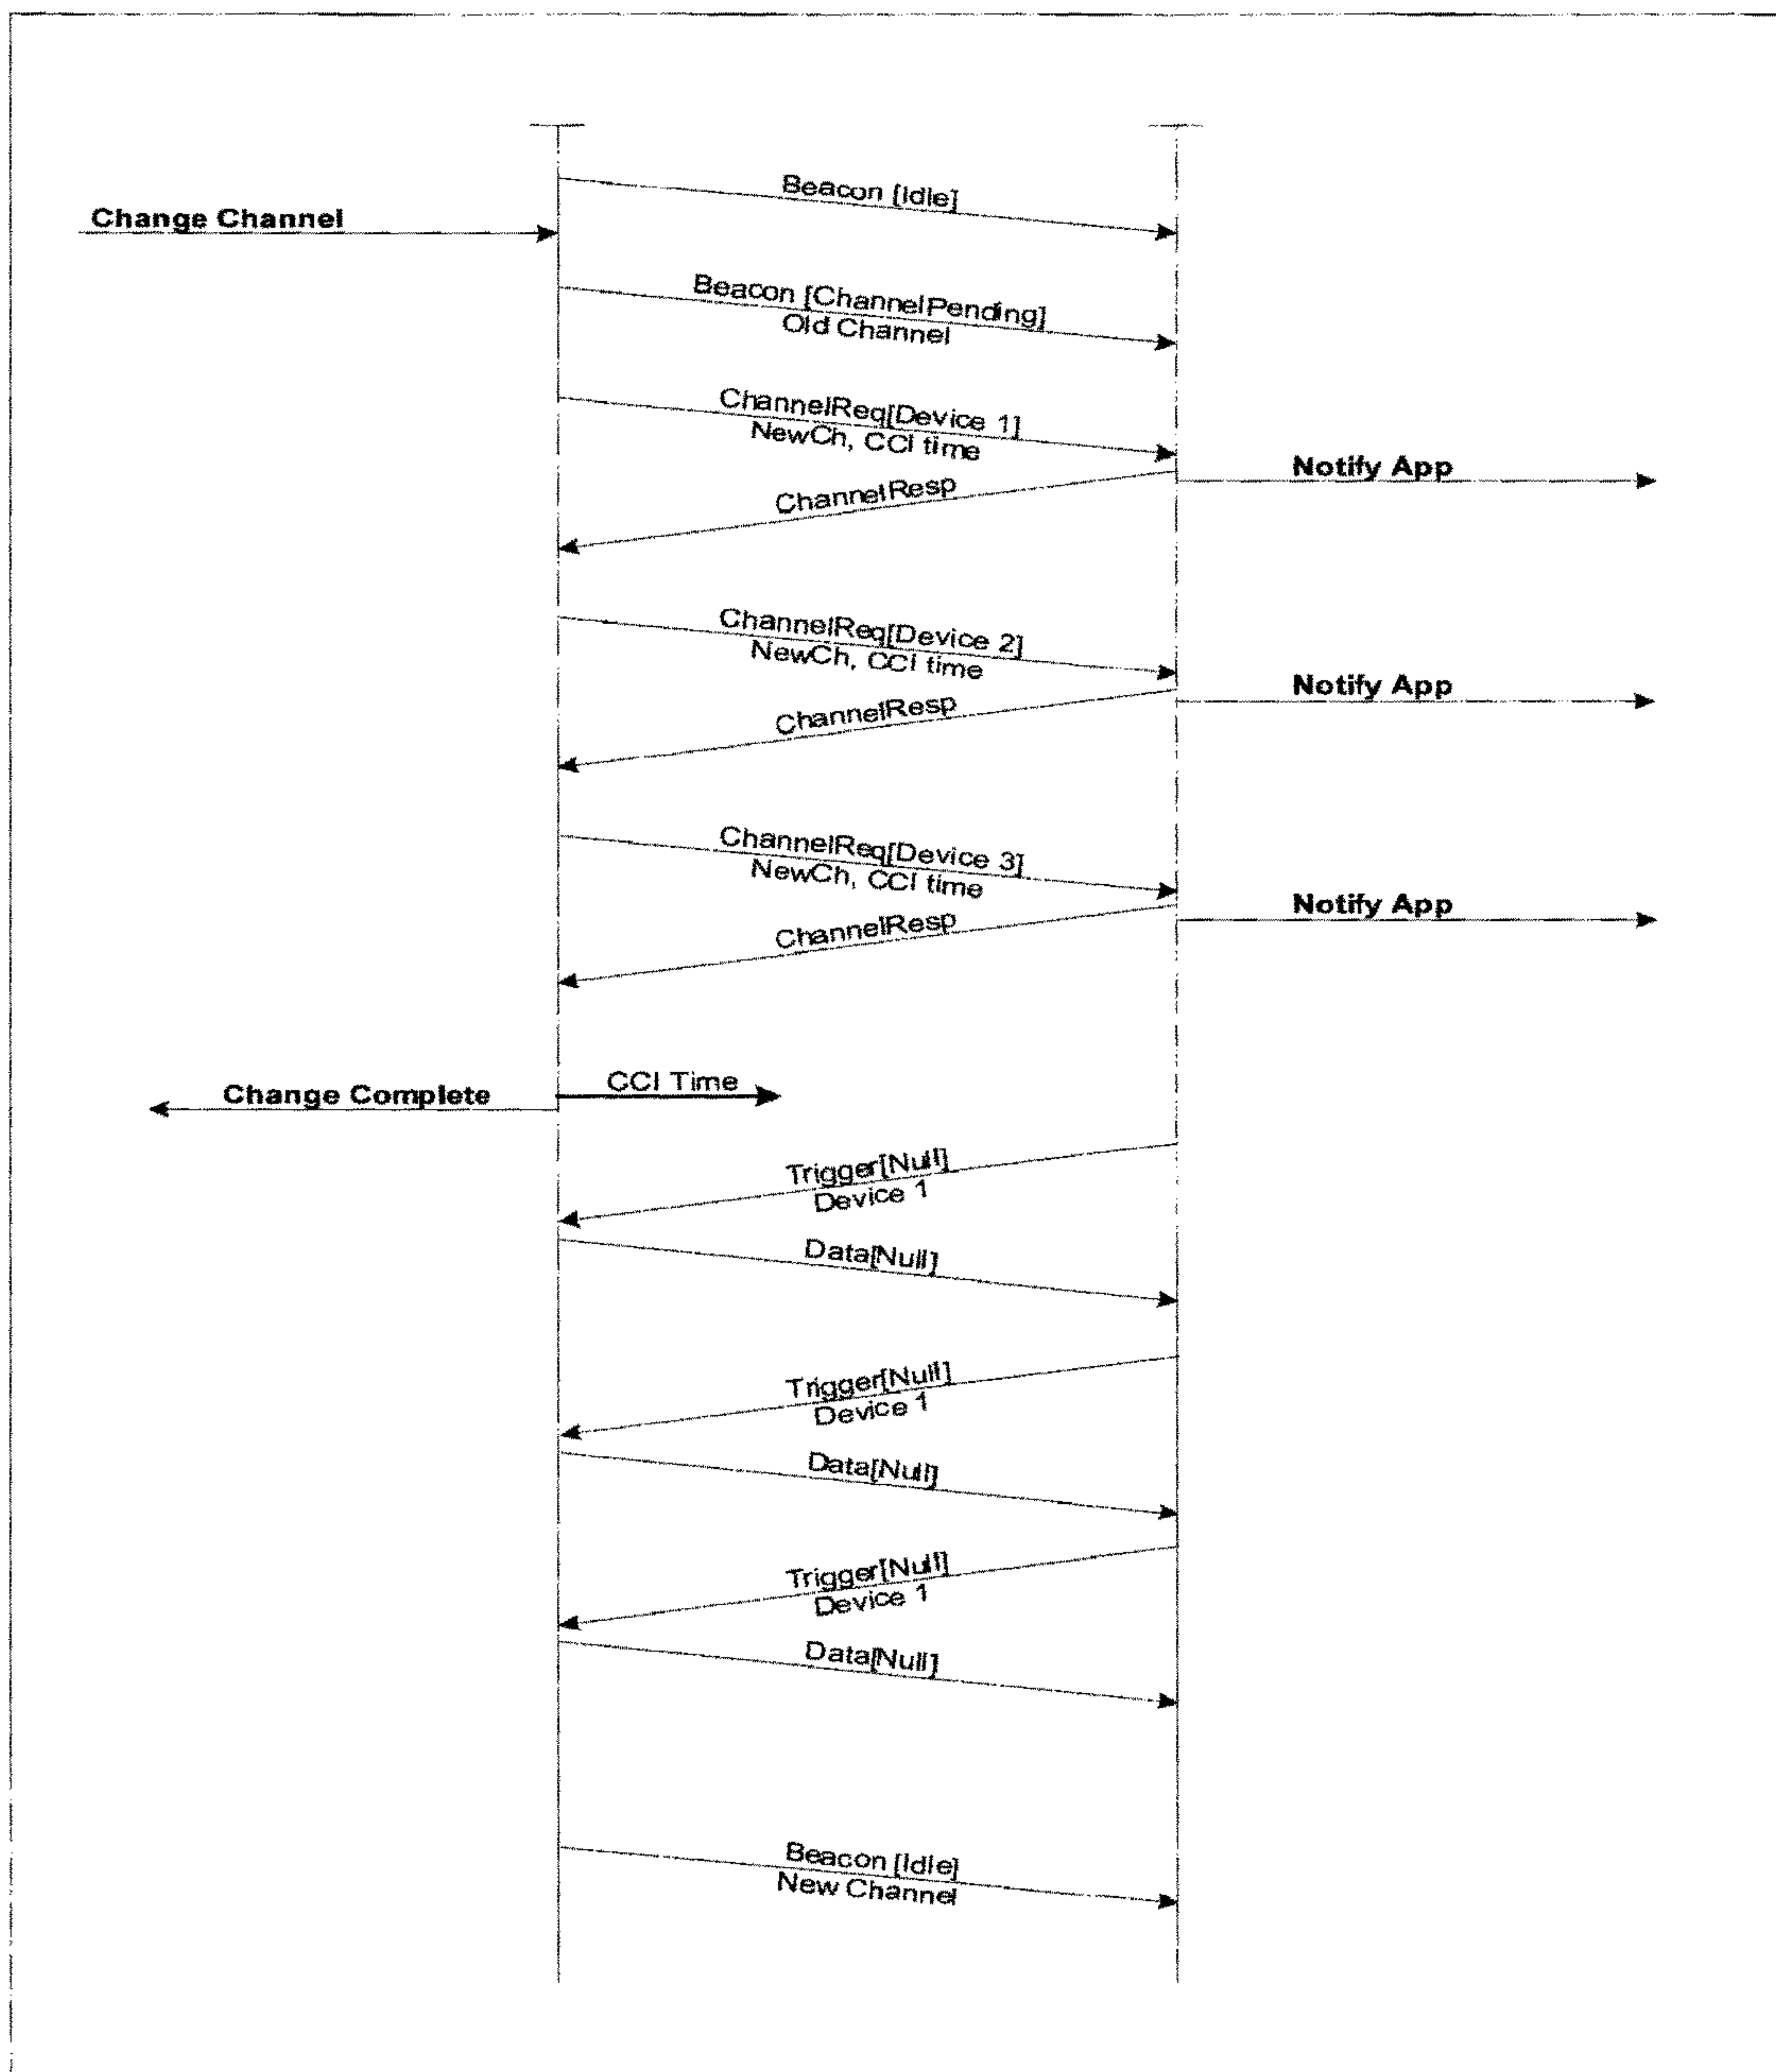 Beacon [Idle]
Change Channel
Beacon [ChannelPending]
Old Channel
ChannelReq[Device 1]
NewCh, CCI time
Notify App
ChannelResp
ChannelReq[Device 2]
NewCh, CCI time
Notify App
ChannelResp
ChannelReq[Device 3]
NewCh, CCI time
Notify App
ChannelResp
CCI Time
Change Complete
Trigger[Null]
Device 1
Data[Null]
Trigger[Null]
Device 1
Data[Null]
Trigger[Null]
Device 1
Data[Null]
Beacon [Idle]
New Channel